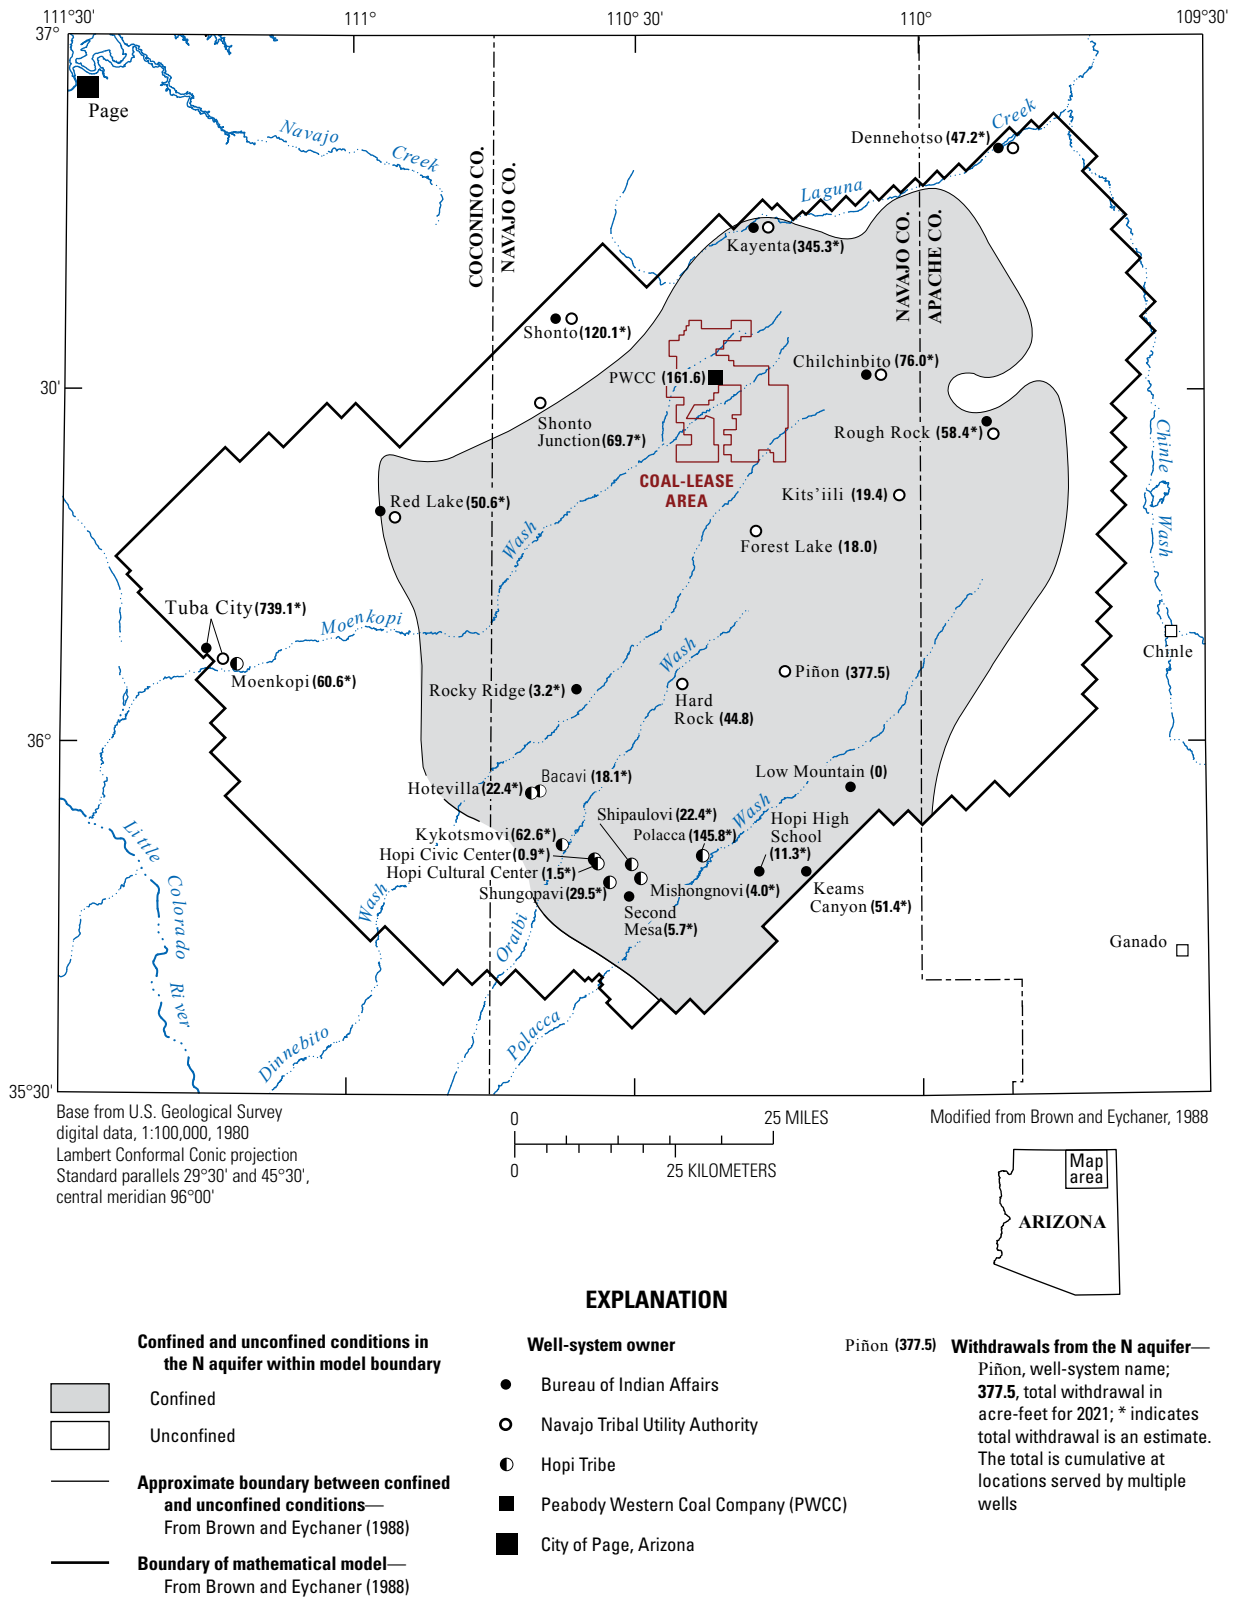 111°30' 111° 110°30' 110° 109°30'
37°
Page
Navajo
Creek
COCONINO CO.
NAVAJO CO.
Dennehotso (47.2*)
Creek
Laguna
Kayenta (345.3*)
NAVAJO CO.
APACHE CO.
Shonto (120.1*)
PWCC (161.6)
Chilchinbito
(76.0*)
30'
Shonto
Junction (69.7*)
Rough Rock (58.4*)
Chinle
Wash
COAL-LEASE
AREA
Red Lake (50.6*)
Kits'iili (19.4)
Wash
Forest Lake (18.0)
Tuba City (739.1*)
Moenkopi
Chinle
Moenkopi (60.6*)
Wash
Rocky Ridge (3.2*)
Piñon (377.5)
Hard
Rock (44.8)
36°
Bacavi (18.1*)
Low Mountain (0)
Hotevilla (22.4*)
Shipaulovi (22.4*)
Wash
Hopi High
School
(11.3*)
Kykotsmovi (62.6*)
Polacca (145.8*)
Hopi Civic Center (0.9*)
Hopi Cultural Center (1.5*)
Shungopavi (29.5*)
Mishongnovi (4.0*)
Keams
Canyon (51.4*)
Second
Mesa (5.7*)
Little
Colorado
River
Wash
Oraibi
Ganado
Dinnebito
Polacca
35°30'
Base from U.S. Geological Survey
digital data, 1:100,000, 1980
Lambert Conformal Conic projection
Standard parallels 29°30' and 45°30',
central meridian 96°00'
0 25 MILES
0 25 KILOMETERS
Modified from Brown and Eychaner, 1988
Map
area
ARIZONA
EXPLANATION
Confined and unconfined conditions in
the N aquifer within model boundary
Confined
Unconfined
Approximate boundary between confined
and unconfined conditions—
From Brown and Eychaner (1988)
Boundary of mathematical model—
From Brown and Eychaner (1988)
Well-system owner
Bureau of Indian Affairs
Navajo Tribal Utility Authority
Hopi Tribe
Peabody Western Coal Company (PWCC)
City of Page, Arizona
Piñon (377.5) Withdrawals from the N aquifer—
Piñon, well-system name;
377.5, total withdrawal in
acre-feet for 2021; * indicates
total withdrawal is an estimate.
The total is cumulative at
locations served by multiple
wells